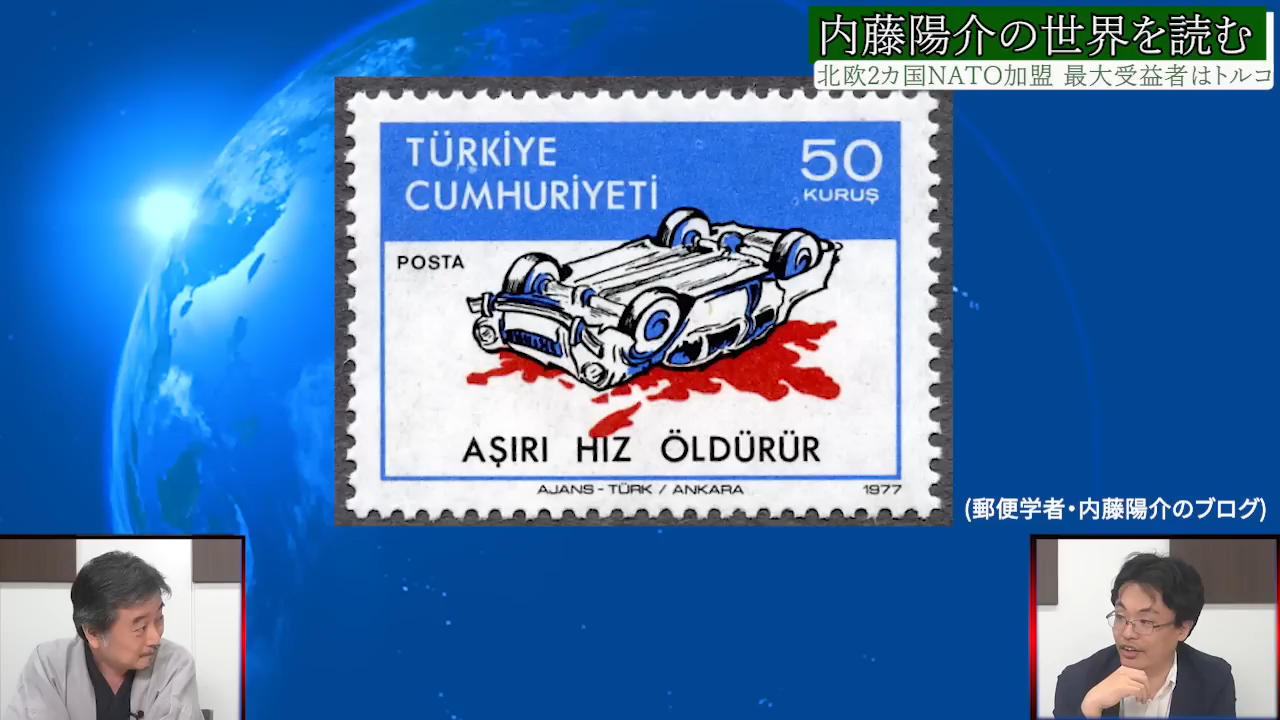 内藤陽介の世界を読む
北欧2カ国NATO加盟 最大受益者はトルコ
TÜRKİYE
CUMHURİYETİ
50
KURUŞ
POSTA
AŞIRI HIZ ÖLDÜRÜR
AJANS-TÜRK / ANKARA
1977
(郵便学者・内藤陽介のブログ)